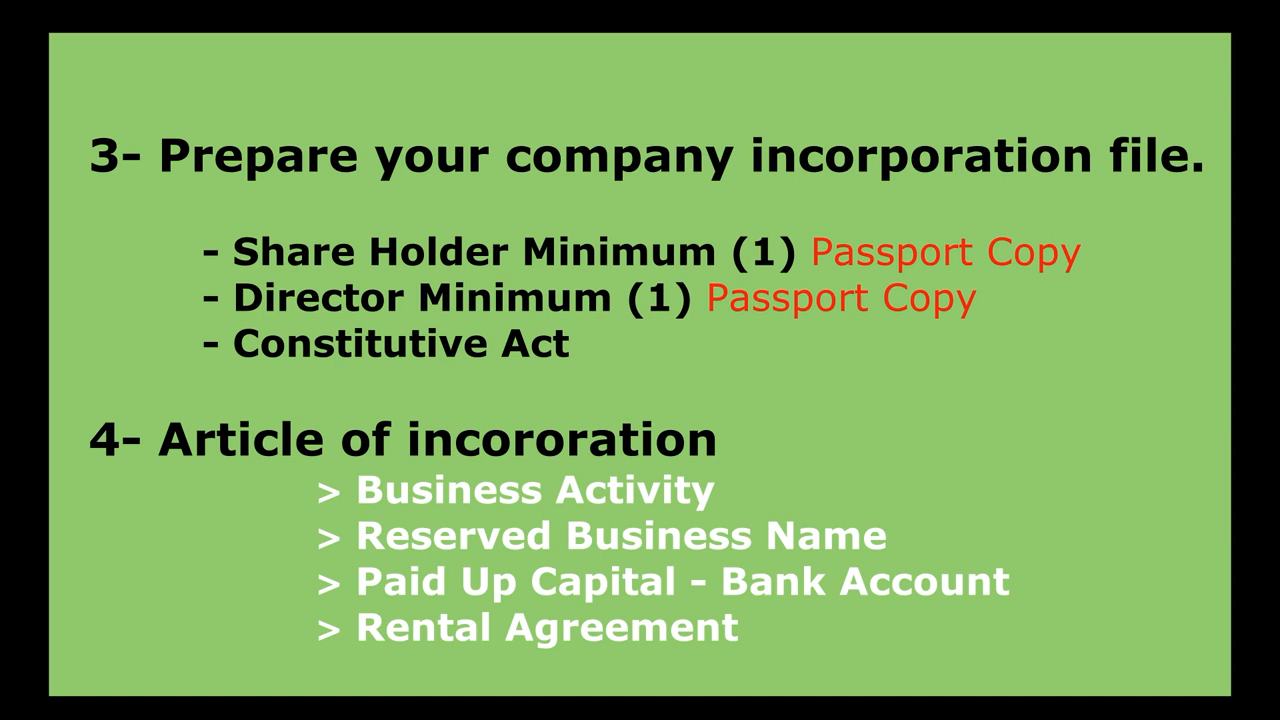 3- Prepare your company incorporation file.
- Share Holder Minimum (1) Passport Copy
- Director Minimum (1) Passport Copy
- Constitutive Act
4- Article of incororation
> Business Activity
> Reserved Business Name
> Paid Up Capital - Bank Account
> Rental Agreement